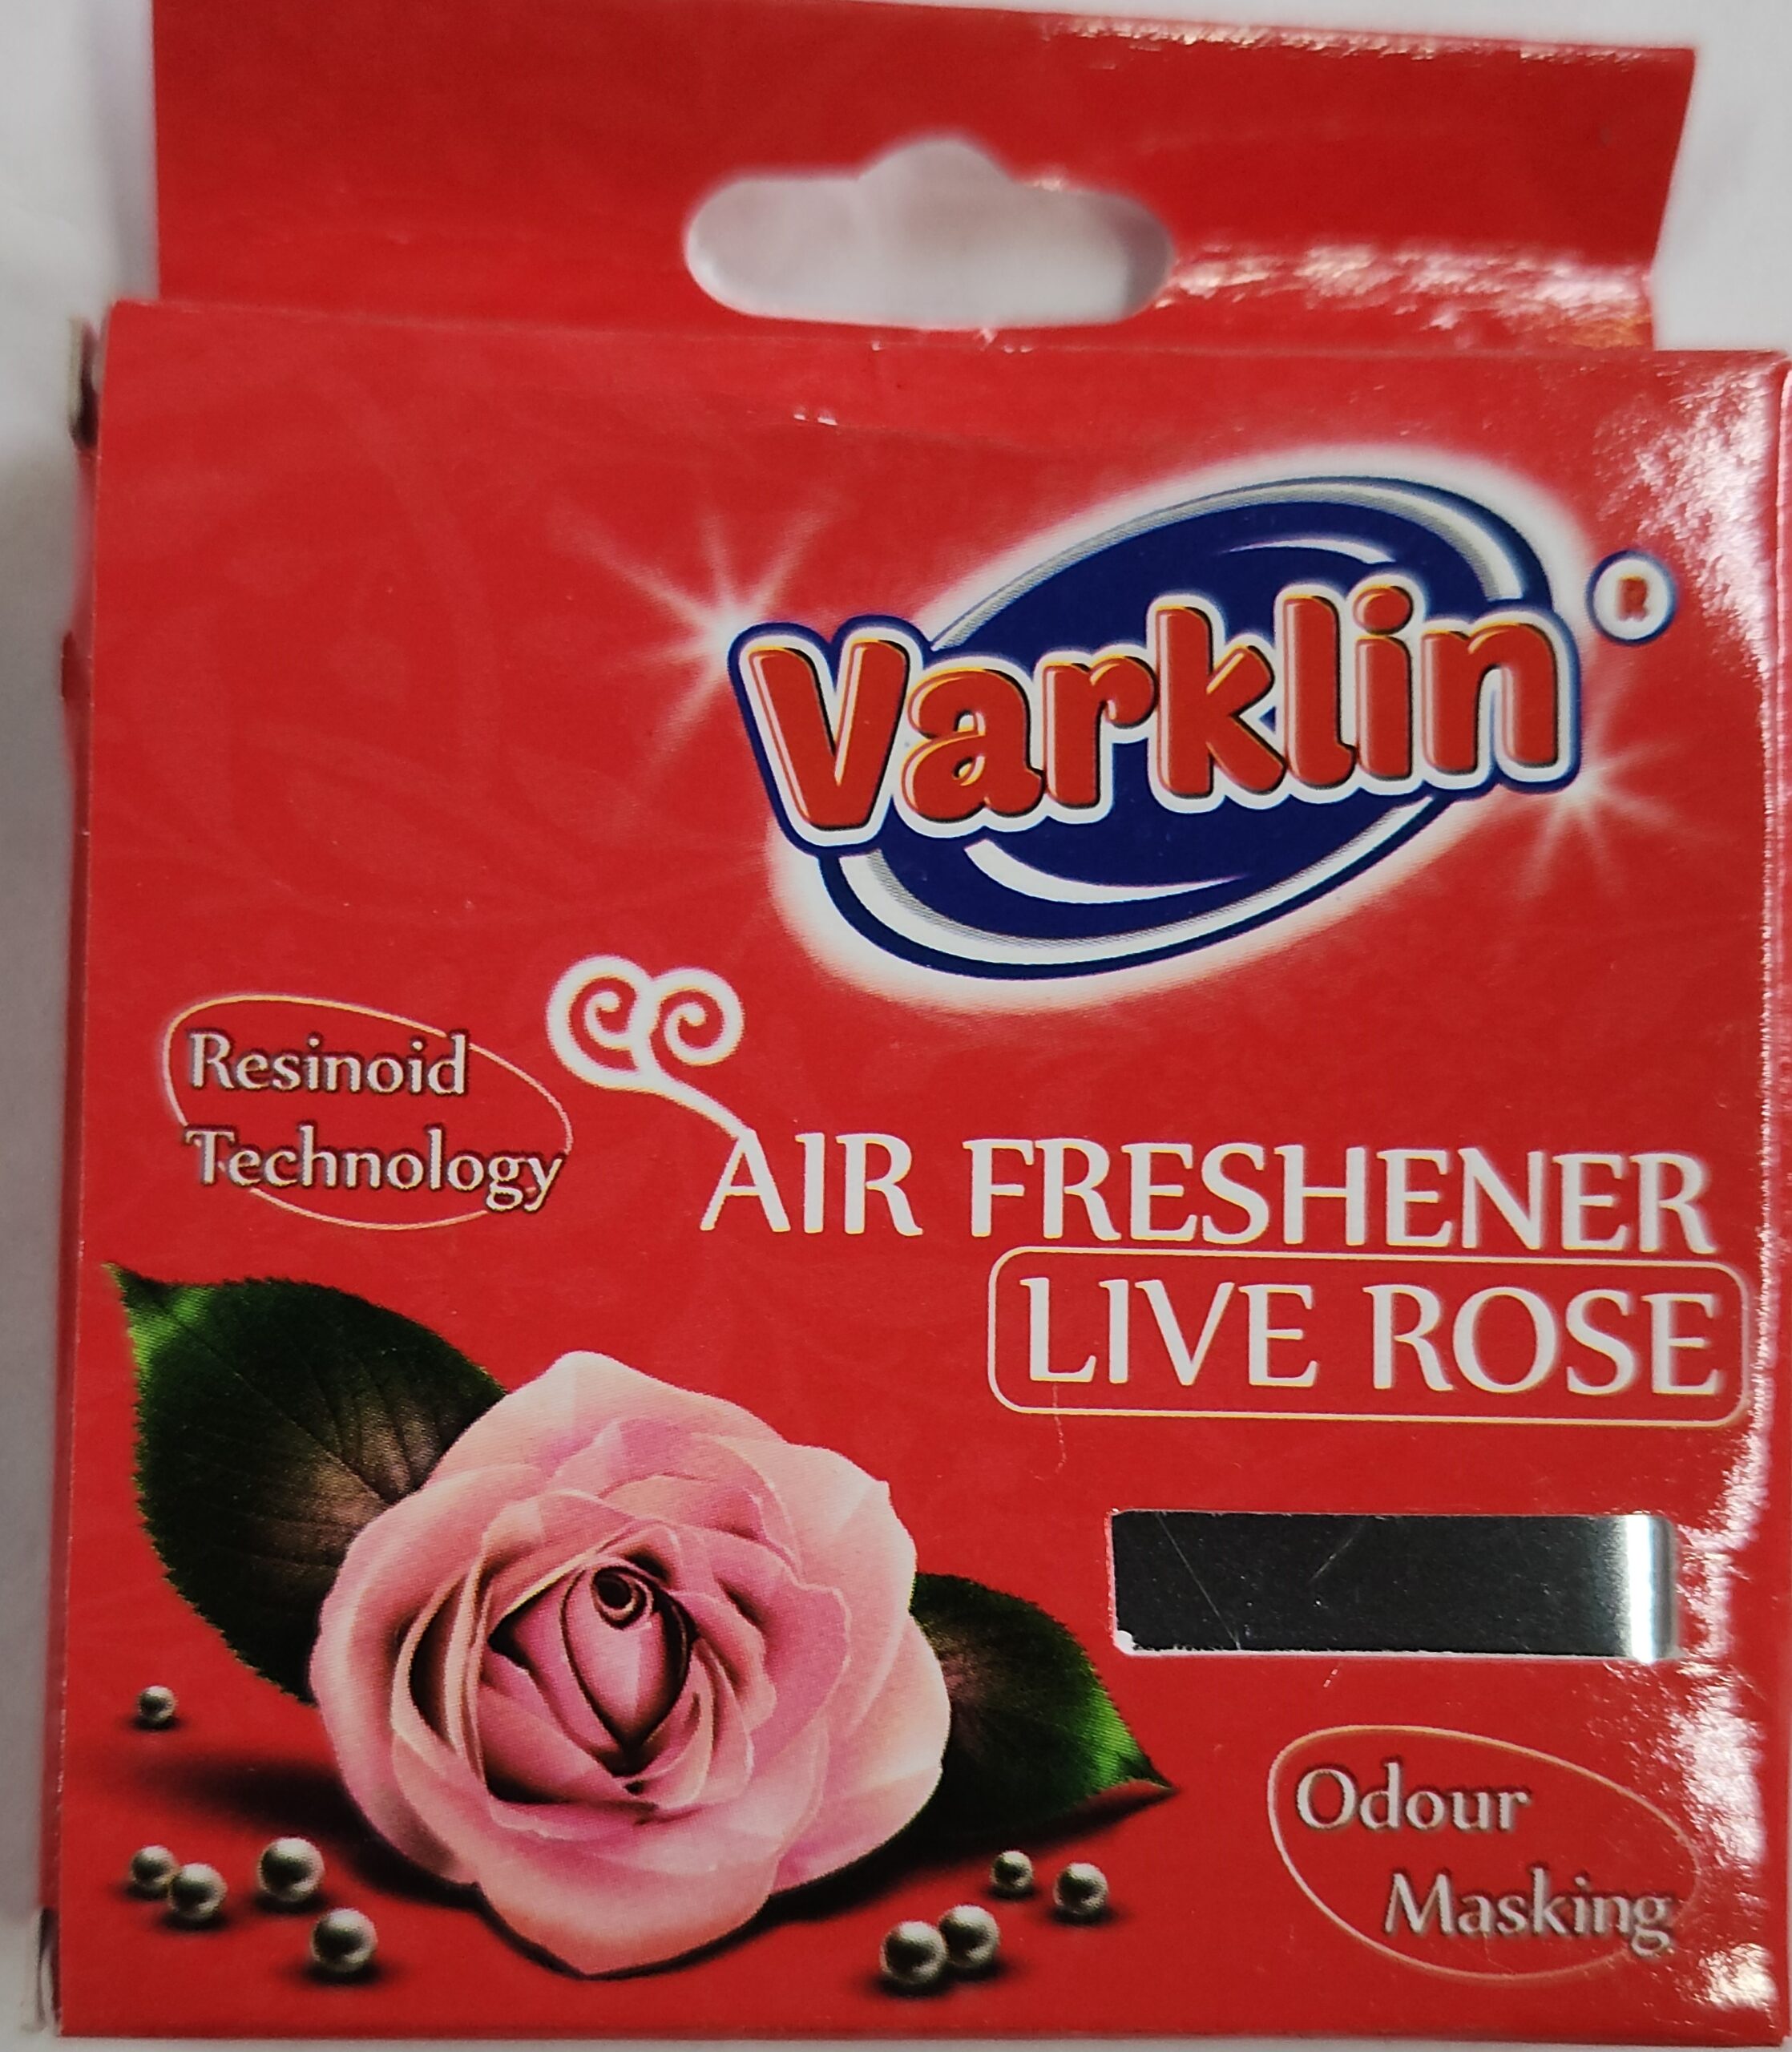 Varklin ®
Resinoid
Technology
AIR FRESHENER
LIVE ROSE
Odour
Masking